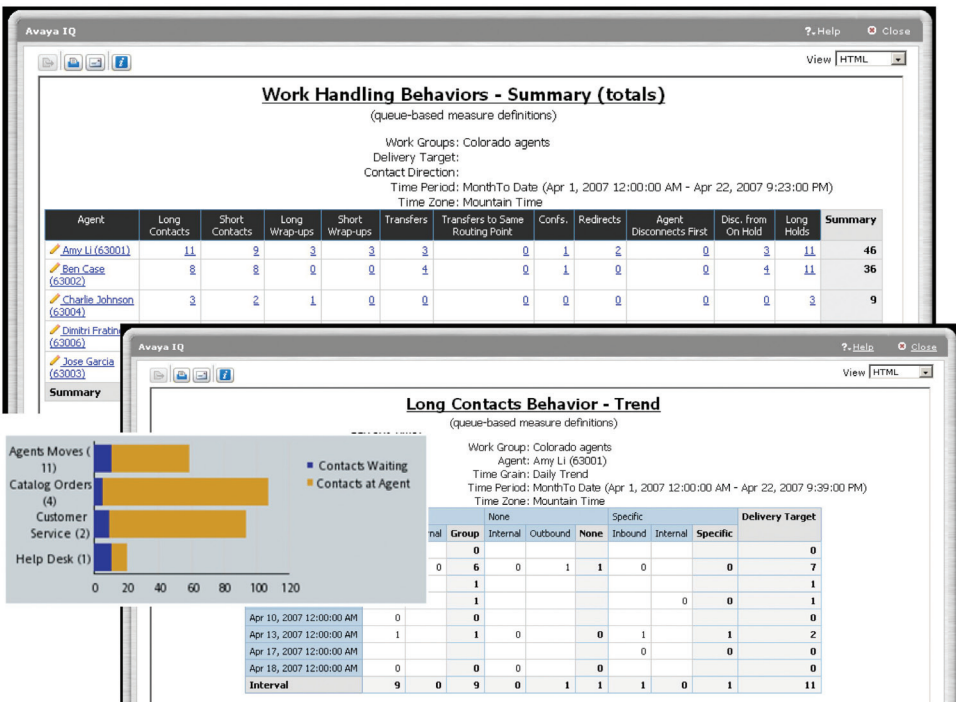 Avaya IQ ?. Help Close
View HTML
Work Handling Behaviors - Summary (totals)
(queue-based measure definitions)
Work Groups: Colorado agents
Delivery Target:
Contact Direction:
Time Period: MonthTo Date (Apr 1, 2007 12:00:00 AM - Apr 22, 2007 9:23:00 PM)
Time Zone: Mountain Time
Agent Long Contacts Short Contacts Long Wrap-ups Short Wrap-ups Transfers Transfers to Same Routing Point Confs. Redirects Agent Disconnects First Disc. from On Hold Long Holds Summary
Amy Li (63001) 11 9 3 3 3 0 1 2 0 3 11 46
Ben Case (63002) 8 8 0 0 4 0 1 0 0 4 11 36
Charlie Johnson (63004) 3 2 1 0 0 0 0 0 0 0 3 9
Dimitri
(63006)
Jose Garcia (63003)
Summary
Avaya IQ ?. Help Close
View HTML
Long Contacts Behavior - Trend
(queue-based measure definitions)
Work Group: Colorado agents
Agent: Amy Li (63001)
Time Grain: Daily Trend
Time Period: MonthTo Date (Apr 1, 2007 12:00:00 AM - Apr 22, 2007 9:39:00 PM)
Time Zone: Mountain Time
None Specific Delivery Target
Group Internal Outbound None Inbound Internal Specific
0 0
0 6 0 1 1 0 0 7
1 1
1 0 0 1
Apr 10, 2007 12:00:00 AM 0 0 0
Apr 13, 2007 12:00:00 AM 1 1 0 0 1 1 2
Apr 17, 2007 12:00:00 AM 0 0 0
Apr 18, 2007 12:00:00 AM 0 0 0 0 0
Interval 9 0 9 0 1 1 1 0 1 11
Agents Moves (
11)
Catalog Orders
(4)
Customer
Service (2)
Help Desk (1)
0 20 40 60 80 100 120
Contacts Waiting
Contacts at Agent